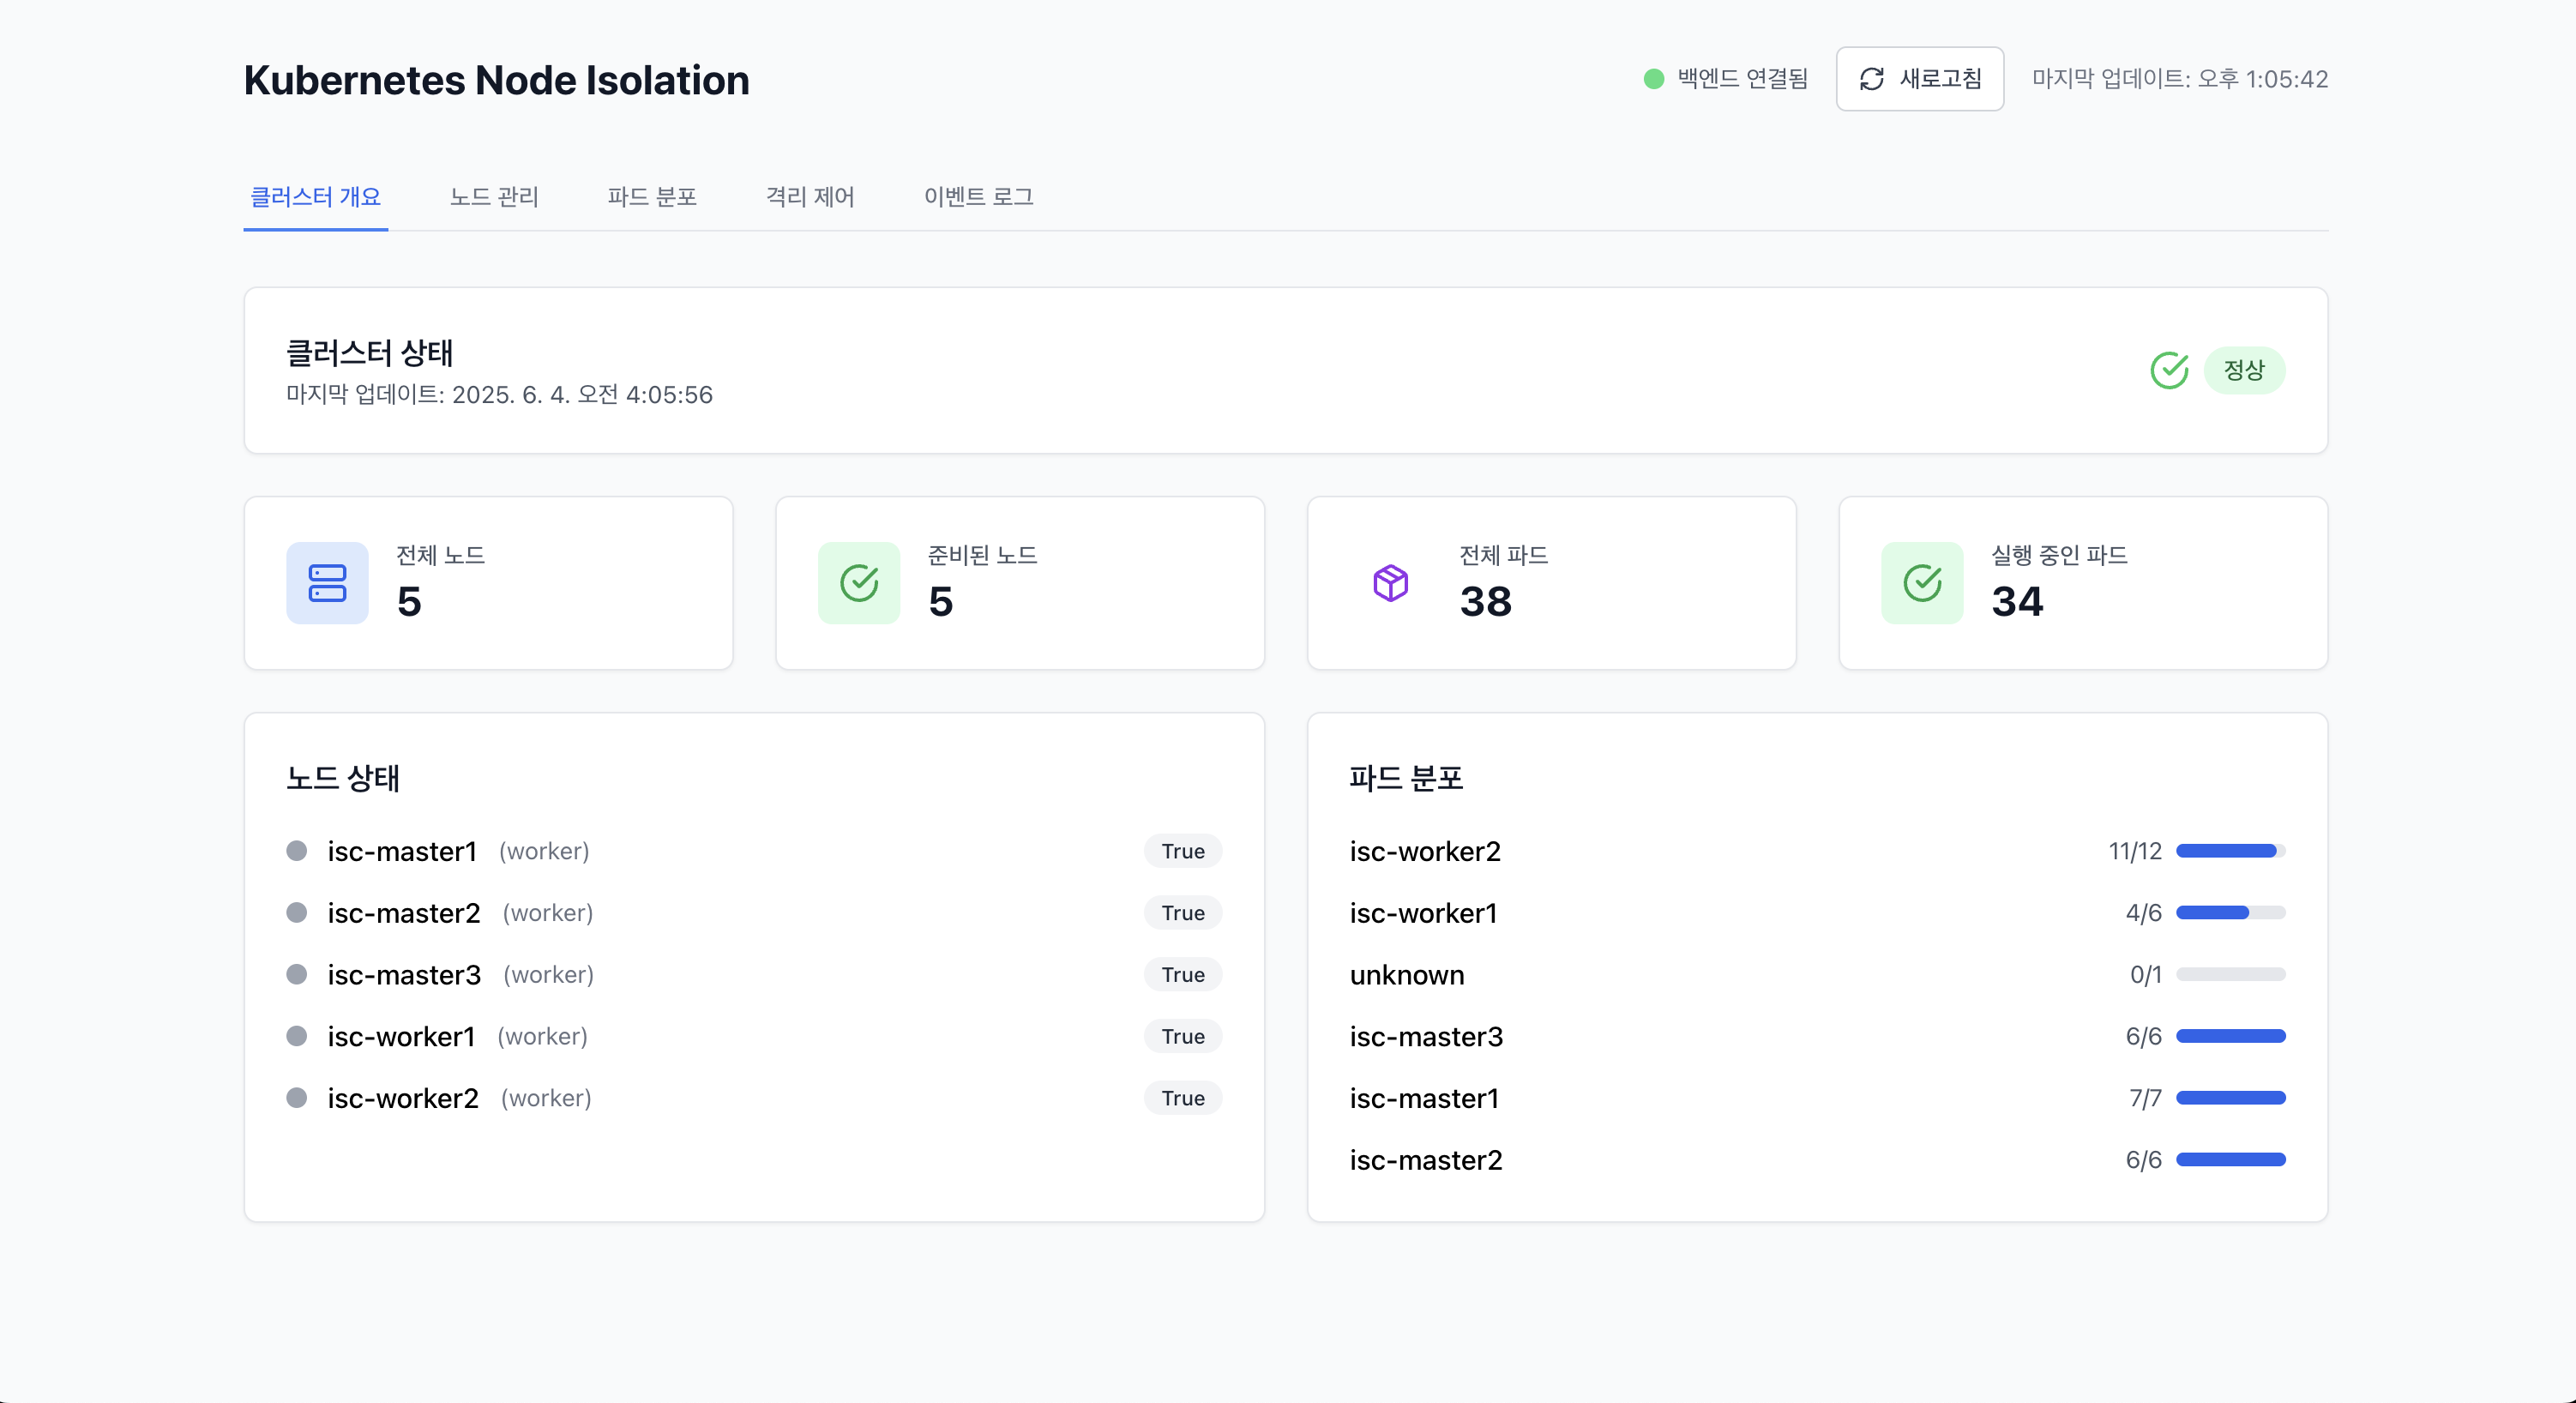 Kubernetes Node Isolation
백엔드 연결됨
새로고침
마지막 업데이트: 오후 1:05:42
클러스터 개요
노드 관리
파드 분포
격리 제어
이벤트 로그
클러스터 상태
마지막 업데이트: 2025. 6. 4. 오전 4:05:56
정상
전체 노드
5
준비된 노드
5
전체 파드
38
실행 중인 파드
34
노드 상태
isc-master1 (worker) True
isc-master2 (worker) True
isc-master3 (worker) True
isc-worker1 (worker) True
isc-worker2 (worker) True
파드 분포
isc-worker2 11/12
isc-worker1 4/6
unknown 0/1
isc-master3 6/6
isc-master1 7/7
isc-master2 6/6